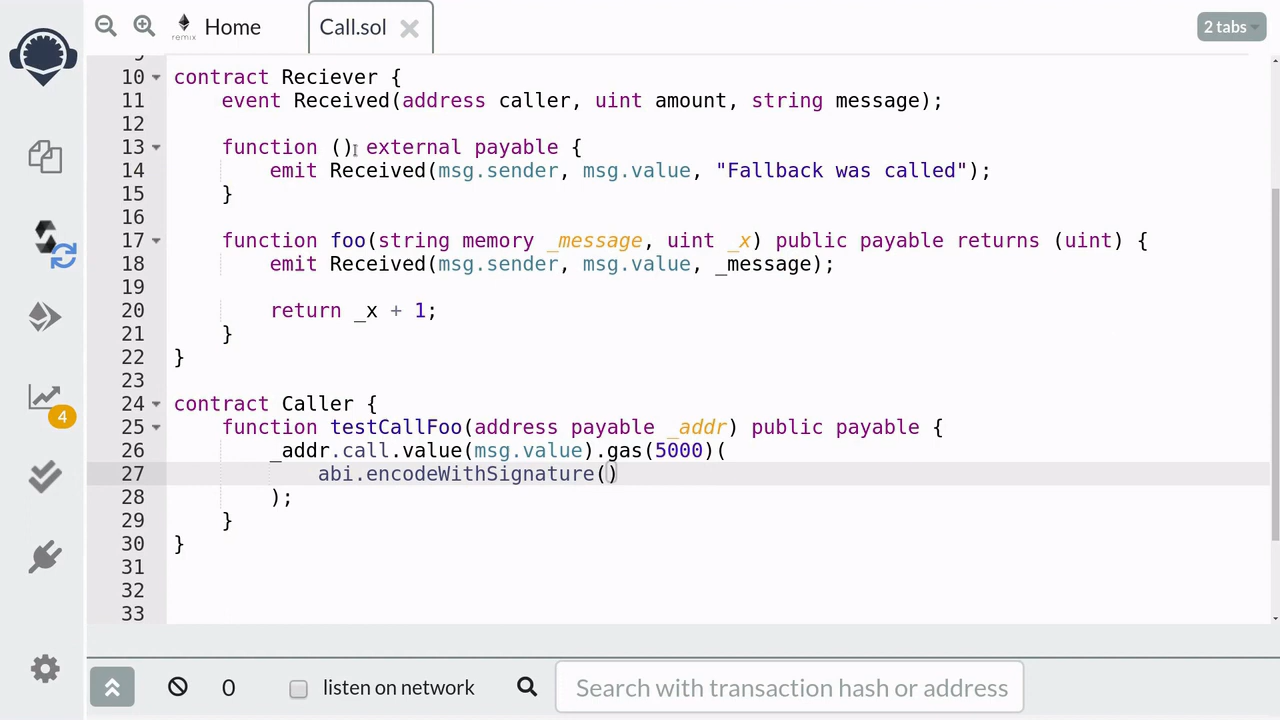 Home
Call.sol
2 tabs
remix
9
10 contract Reciever {
11     event Received(address caller, uint amount, string message);
12
13     function () external payable {
14         emit Received(msg.sender, msg.value, "Fallback was called");
15     }
16
17     function foo(string memory _message, uint _x) public payable returns (uint) {
18         emit Received(msg.sender, msg.value, _message);
19
20         return _x + 1;
21     }
22 }
23
24 contract Caller {
25     function testCallFoo(address payable _addr) public payable {
26         _addr.call.value(msg.value).gas(5000)(
27             abi.encodeWithSignature()
28         );
29     }
30 }
31
32
33
4
0
listen on network
Search with transaction hash or address